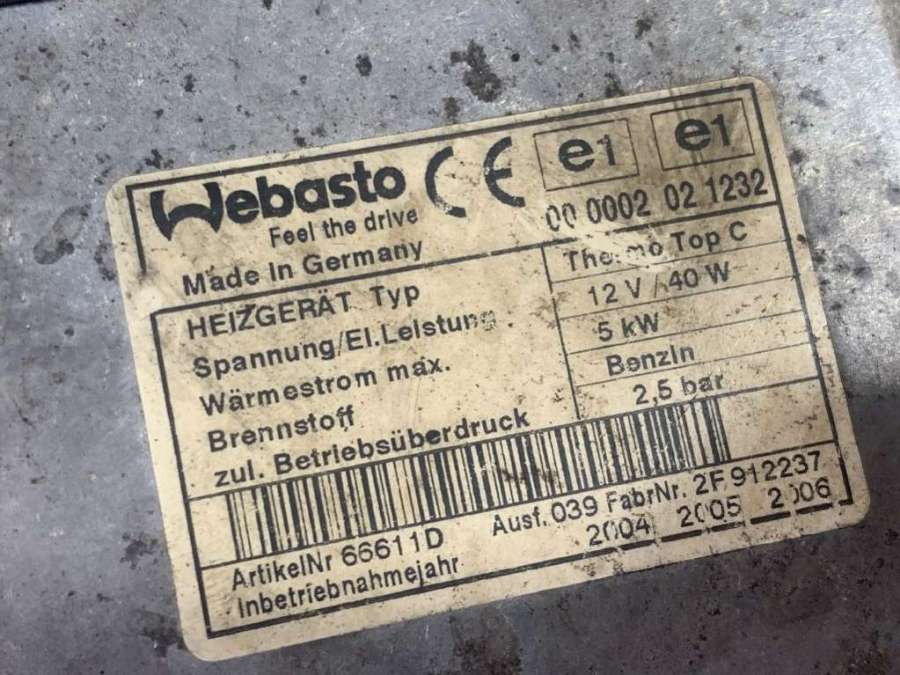 Webasto CE e1 e1
Feel the drive 00 0002 02 1232
Made In Germany
HEIZGERÄT Typ Thermo Top C
Spannung/El.Leistung 12 V / 40 W
Wärmestrom max. 5 kW
Brennstoff Benzin
zul. Betriebsüberdruck 2,5 bar
ArtikelNr 66611D Ausf. 039 FabrNr. 2F912237
Inbetriebnahmejahr 2004 2005 2006